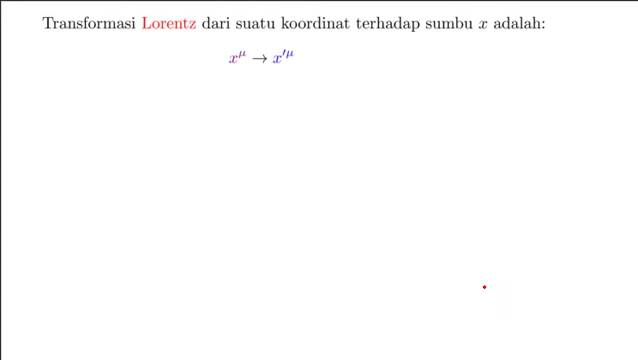 Transformasi Lorentz dari suatu koordinat terhadap sumbu x adalah:
x^μ → x'^μ